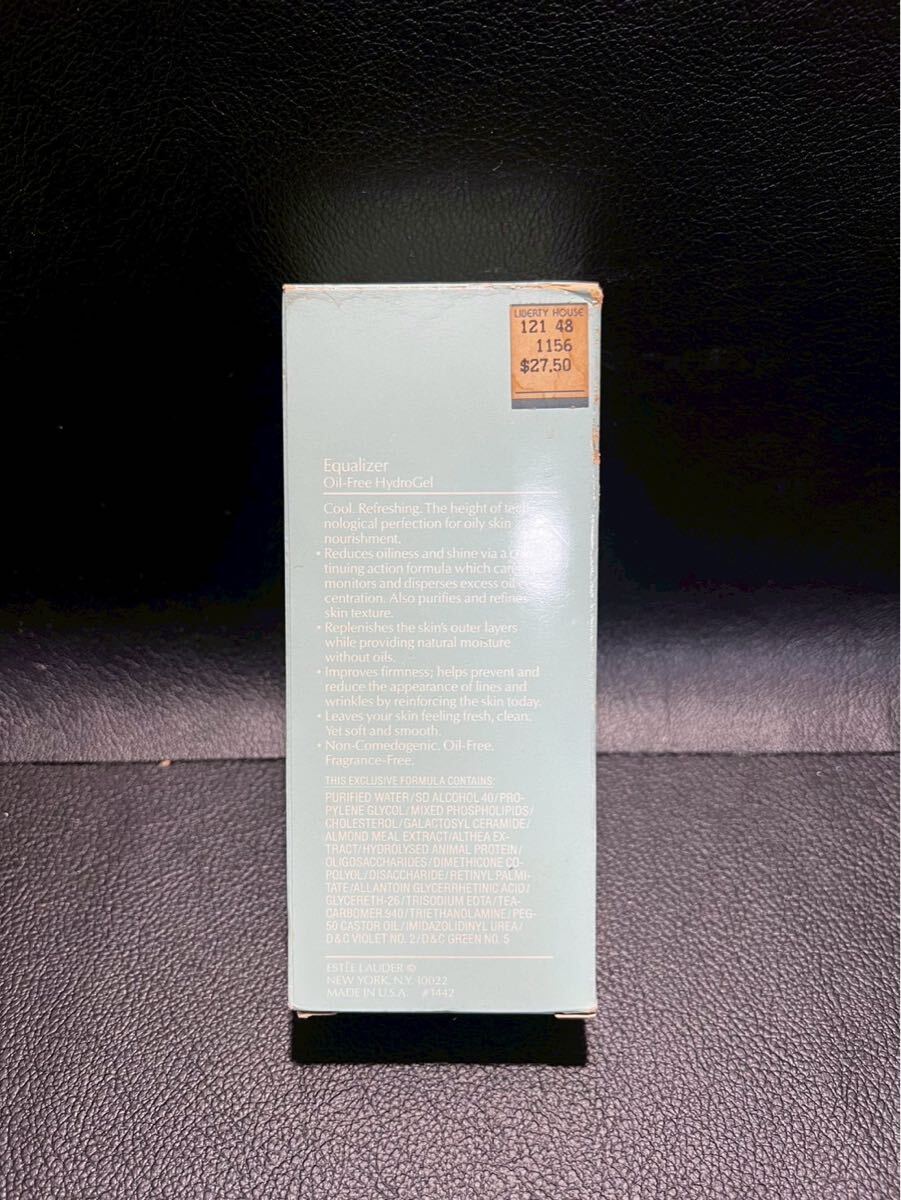 LIBERTY HOUSE
121 48
1156
$27.50
Equalizer
Oil-Free HydroGel
Cool. Refreshing. The height of
nological perfection for oily skin
nourishment.
• Reduces oiliness and shine via a
tinuing action formula which
monitors and disperses excess oil
centration. Also purifies and refines
skin texture.
• Replenishes the skin's outer layers
while providing natural moisture
without oils.
• Improves firmness; helps prevent and
reduce the appearance of lines and
wrinkles by reinforcing the skin today.
• Leaves your skin feeling fresh, clean.
Yet soft and smooth.
• Non-Comedogenic. Oil-Free.
Fragrance-Free.
THIS EXCLUSIVE FORMULA CONTAINS:
PURIFIED WATER/SD ALCOHOL 40/PRO-
PYLENE GLYCOL/MIXED PHOSPHOLIPIDS/
CHOLESTEROL/GALACTOSYL CERAMIDE/
ALMOND MEAL EXTRACT/ALTHEA EX-
TRACT/HYDROLYSED ANIMAL PROTEIN/
OLIGOSACCHARIDES/DIMETHICONE CO-
POLYOL/DISACCHARIDE/RETINYL PALMI-
TATE/ALLANTOIN GLYCERRHETINIC ACID/
GLYCERETH-26/TRISODIUM EDTA/TEA-
CARBOMER 940/TRIETHANOLAMINE/PEG-
50 CASTOR OIL/IMIDAZOLIDINYL UREA/
D&C VIOLET NO. 2/D&C GREEN NO. 5
ESTĒE LAUDER ©
NEW YORK, N.Y. 10022
MADE IN U.S.A. #1442